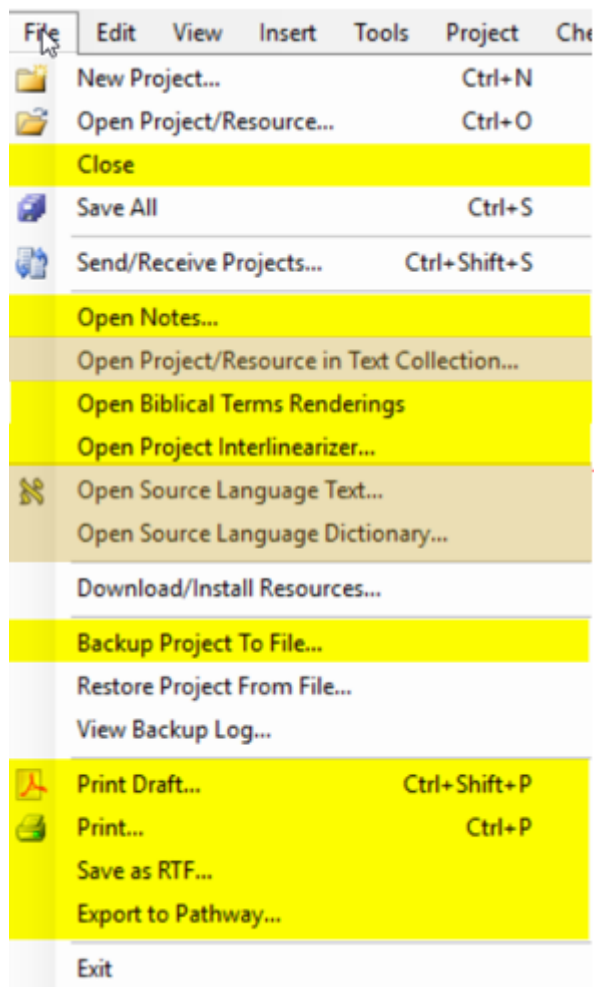 File Edit View Insert Tools Project Che
New Project... Ctrl+N
Open Project/Resource... Ctrl+O
Close
Save All Ctrl+S
Send/Receive Projects... Ctrl+Shift+S
Open Notes...
Open Project/Resource in Text Collection...
Open Biblical Terms Renderings
Open Project Interlinearizer...
Open Source Language Text...
Open Source Language Dictionary...
Download/Install Resources...
Backup Project To File...
Restore Project From File...
View Backup Log...
Print Draft... Ctrl+Shift+P
Print... Ctrl+P
Save as RTF...
Export to Pathway...
Exit